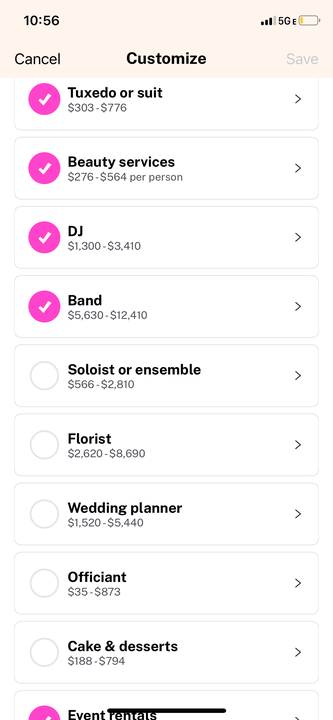 10:56
5GE
Cancel
Customize
Save
Tuxedo or suit
$303-$776
Beauty services
$276-$564 per person
DJ
$1,300-$3,410
Band
$5,630-$12,410
Soloist or ensemble
$566-$2,810
Florist
$2,620-$8,690
Wedding planner
$1,520-$5,440
Officiant
$35-$873
Cake & desserts
$188-$794
Event rentals